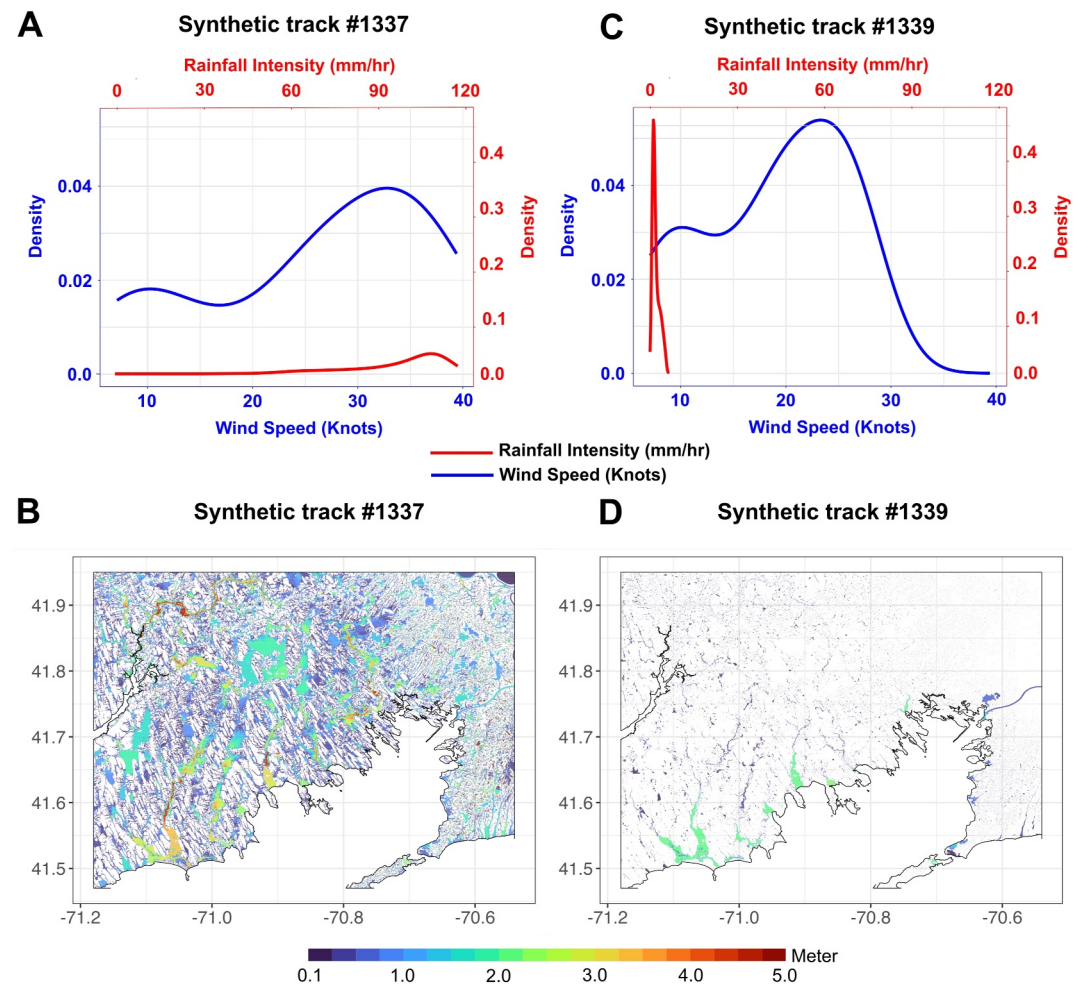 A
Synthetic track #1337
Rainfall Intensity (mm/hr)
0 30 60 90 120
Density
0.04
0.02
0.0
0.4
0.3
0.2
0.1
0.0
Density
10 20 30 40
Wind Speed (Knots)
C
Synthetic track #1339
Rainfall Intensity (mm/hr)
0 30 60 90 120
Density
0.04
0.02
0.0
0.4
0.3
0.2
0.1
0.0
Density
10 20 30 40
Wind Speed (Knots)
Rainfall Intensity (mm/hr)
Wind Speed (Knots)
B
Synthetic track #1337
41.9
41.8
41.7
41.6
41.5
-71.2 -71.0 -70.8 -70.6
D
Synthetic track #1339
41.9
41.8
41.7
41.6
41.5
-71.2 -71.0 -70.8 -70.6
Meter
0.1 1.0 2.0 3.0 4.0 5.0